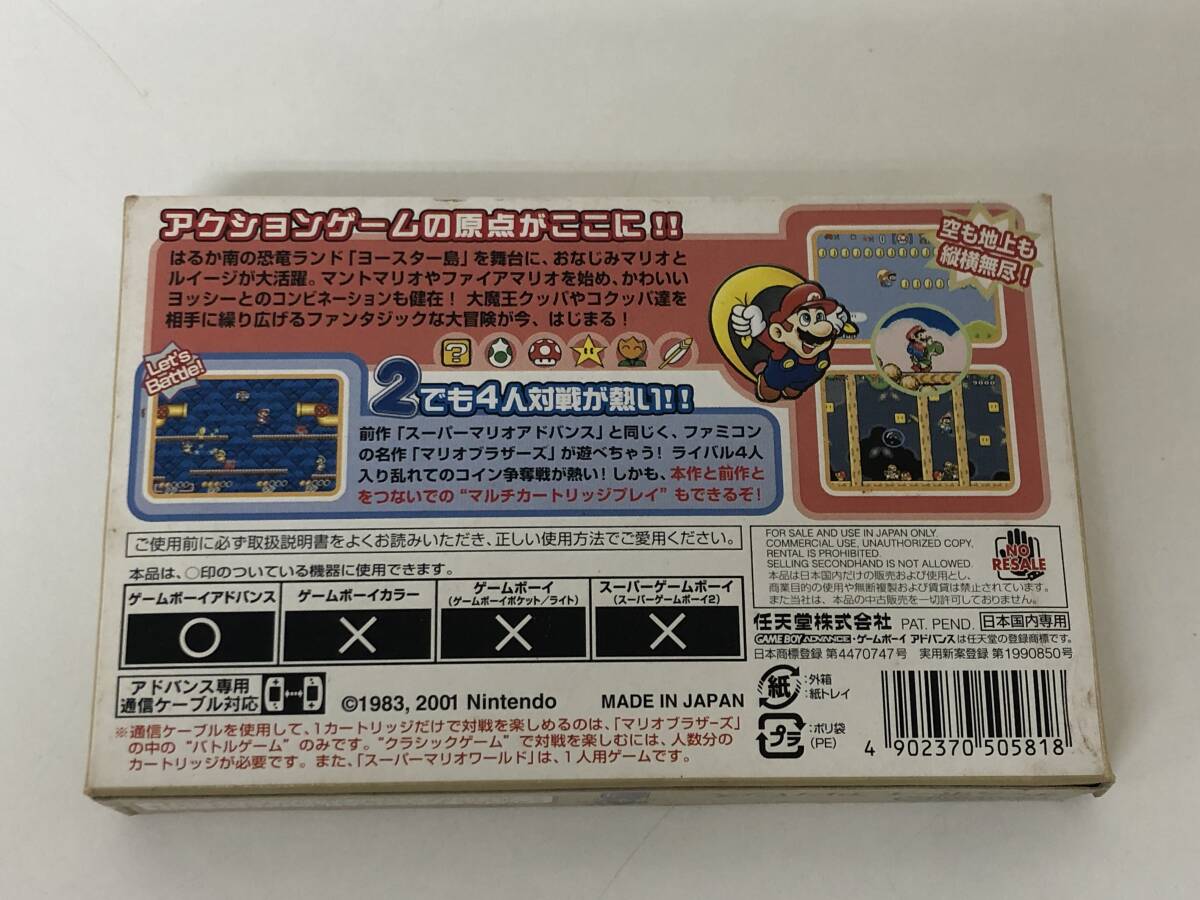 アクションゲームの原点がここに!!
はるか南の恐竜ランド「ヨースター島」を舞台に、おなじみマリオと
ルイージが大活躍。マントマリオやファイアマリオを始め、かわいい
ヨッシーとのコンビネーションも健在! 大魔王クッパやコクッパ達を
相手に繰り広げるファンタジックな大冒険が今、はじまる!
空も地上も
縦横無尽!
Let's
Battle!
2でも4人対戦が熱い!!
前作「スーパーマリオアドバンス」と同じく、ファミコン
の名作「マリオブラザーズ」が遊べちゃう! ライバル4人
入り乱れてのコイン争奪戦が熱い! しかも、本作と前作と
をつないでの“マルチカートリッジプレイ”もできるぞ!
ご使用前に必ず取扱説明書をよくお読みいただき、正しい使用方法でご愛用ください。
本品は、○印のついている機器に使用できます。
ゲームボーイアドバンス
ゲームボーイカラー
ゲームボーイ
(ゲームボーイポケット/ライト)
スーパーゲームボーイ
(スーパーゲームボーイ2)
○ × × ×
アドバンス専用
通信ケーブル対応
©1983, 2001 Nintendo
MADE IN JAPAN
※通信ケーブルを使用して、1カートリッジだけで対戦を楽しめるのは、「マリオブラザーズ」
の中の“バトルゲーム”のみです。“クラシックゲーム”で対戦を楽しむには、人数分の
カートリッジが必要です。また、「スーパーマリオワールド」は、1人用ゲームです。
FOR SALE AND USE IN JAPAN ONLY.
COMMERCIAL USE, UNAUTHORIZED COPY,
RENTAL IS PROHIBITED.
SELLING SECONDHAND IS NOT ALLOWED.
本品は日本国内だけの販売および使用とし、
商業目的の使用や無断複製および賃貸は禁止されています。
また当社は、本品の中古販売を一切許可しておりません。
NO
RESALE
任天堂株式会社 PAT. PEND. 日本国内専用
GAME BOY ADVANCE・ゲームボーイ アドバンスは任天堂の登録商標です。
日本商標登録 第4470747号 実用新案登録 第1990850号
紙 :外箱
:紙トレイ
プラ :ポリ袋
(PE)
4 902370 505818